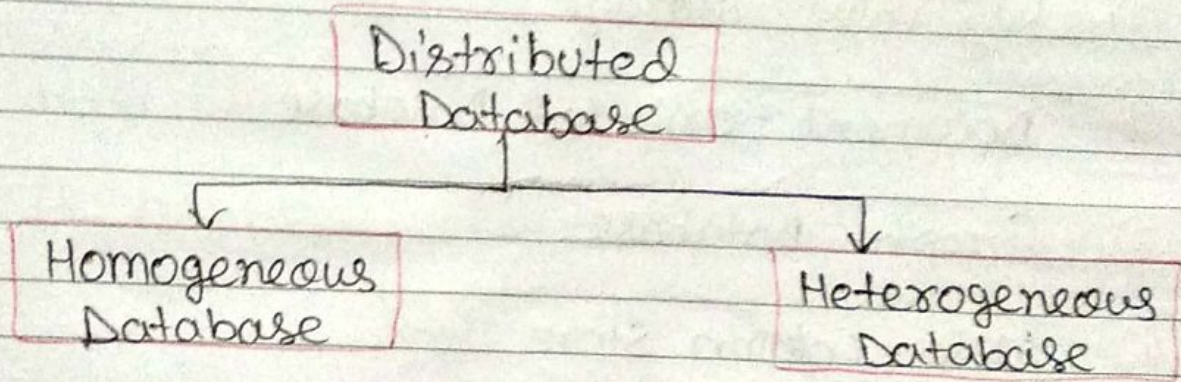 Distributed
Database
Homogeneous
Database
Heterogeneous
Database